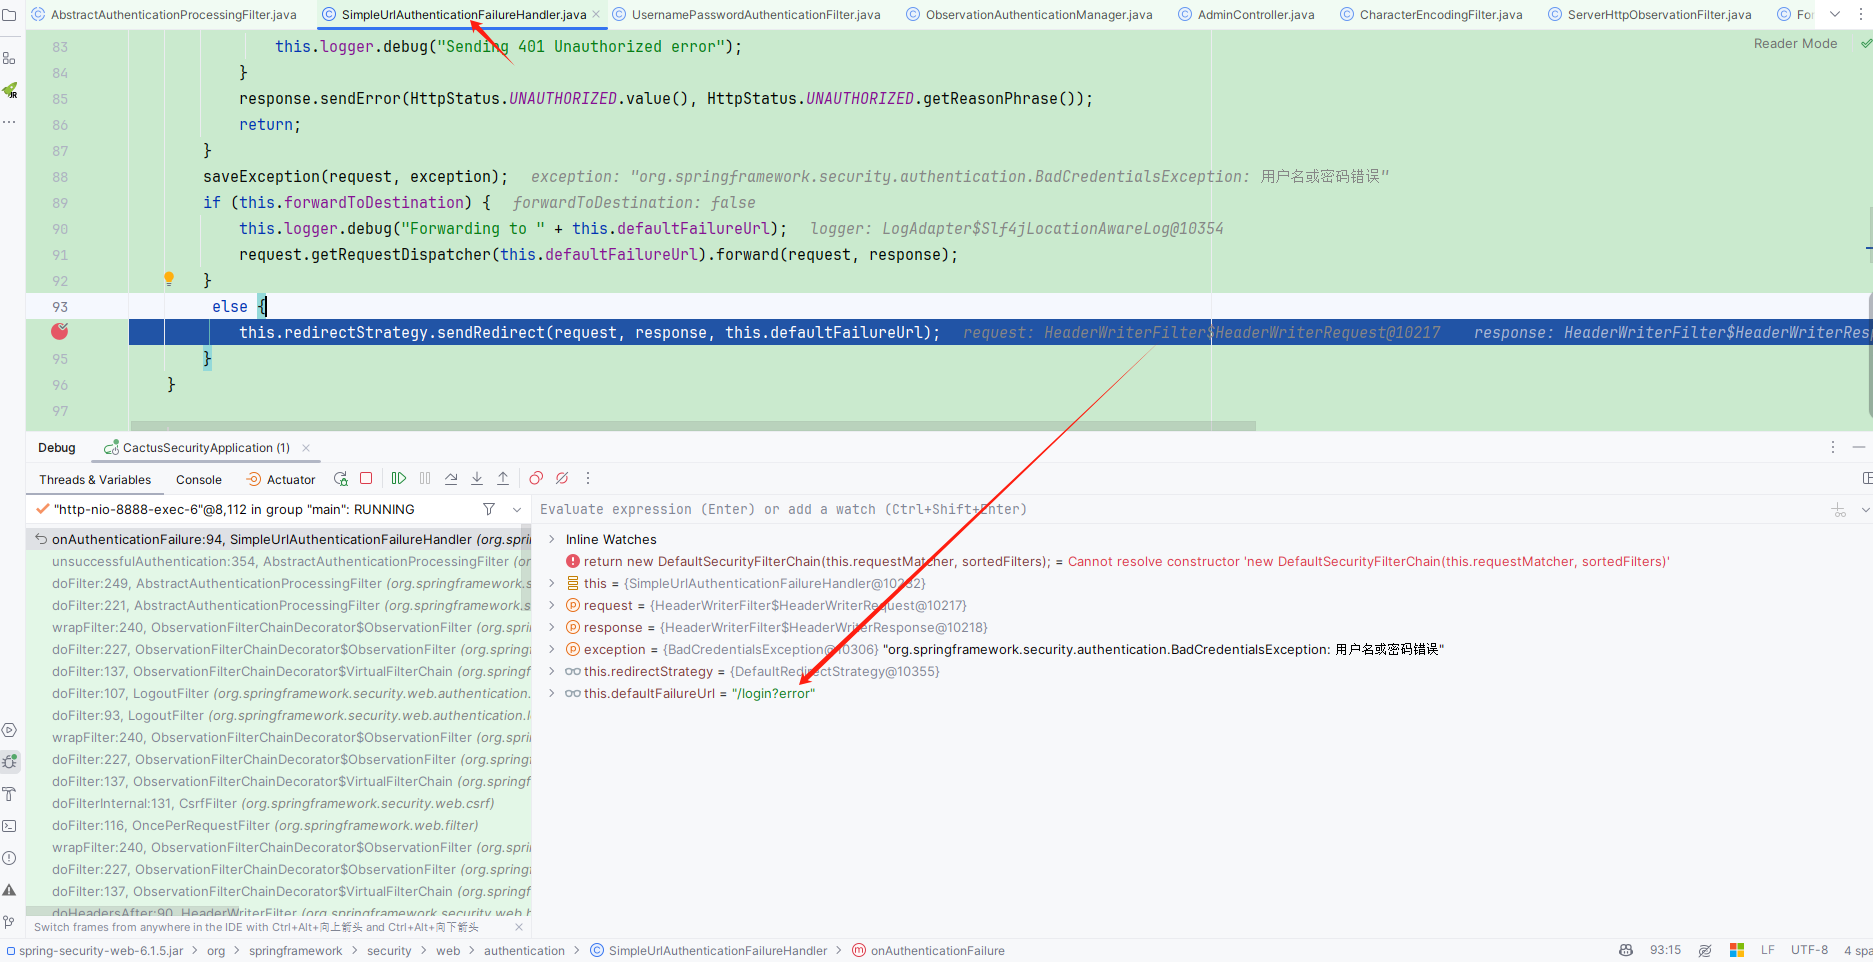 AbstractAuthenticationProcessingFilter.java SimpleUrlAuthenticationFailureHandler.java UsernamePasswordAuthenticationFilter.java ObservationAuthenticationManager.java AdminController.java CharacterEncodingFilter.java ServerHttpObservationFilter.java
Reader Mode
83 this.logger.debug("Sending 401 Unauthorized error");
84 }
85 response.sendError(HttpStatus.UNAUTHORIZED.value(), HttpStatus.UNAUTHORIZED.getReasonPhrase());
86 return;
87 }
88 saveException(request, exception); exception: "org.springframework.security.authentication.BadCredentialsException: 用户名或密码错误"
89 if (this.forwardToDestination) { forwardToDestination: false
90 this.logger.debug("Forwarding to " + this.defaultFailureUrl); logger: LogAdapter$Slf4jLocationAwareLog@10354
91 request.getRequestDispatcher(this.defaultFailureUrl).forward(request, response);
92 }
93 else {
this.redirectStrategy.sendRedirect(request, response, this.defaultFailureUrl); request: HeaderWriterFilter$HeaderWriterRequest@10217 response: HeaderWriterFilter$HeaderWriterRes
95 }
96 }
97
Debug CactusSecurityApplication (1)
Threads & Variables Console Actuator
"http-nio-8888-exec-6"@8,112 in group "main": RUNNING
Evaluate expression (Enter) or add a watch (Ctrl+Shift+Enter)
onAuthenticationFailure:94, SimpleUrlAuthenticationFailureHandler (org.spri
unsuccessfulAuthentication:354, AbstractAuthenticationProcessingFilter (or
doFilter:249, AbstractAuthenticationProcessingFilter (org.springframework.s
doFilter:221, AbstractAuthenticationProcessingFilter (org.springframework.s
wrapFilter:240, ObservationFilterChainDecorator$ObservationFilter (org.spri
doFilter:227, ObservationFilterChainDecorator$ObservationFilter (org.spring
doFilter:137, ObservationFilterChainDecorator$VirtualFilterChain (org.springf
doFilter:107, LogoutFilter (org.springframework.security.web.authentication.
doFilter:93, LogoutFilter (org.springframework.security.web.authentication.l
wrapFilter:240, ObservationFilterChainDecorator$ObservationFilter (org.spri
doFilter:227, ObservationFilterChainDecorator$ObservationFilter (org.spring
doFilter:137, ObservationFilterChainDecorator$VirtualFilterChain (org.springf
doFilterInternal:131, CsrfFilter (org.springframework.security.web.csrf)
doFilter:116, OncePerRequestFilter (org.springframework.web.filter)
wrapFilter:240, ObservationFilterChainDecorator$ObservationFilter (org.spri
doFilter:227, ObservationFilterChainDecorator$ObservationFilter (org.spring
doFilter:137, ObservationFilterChainDecorator$VirtualFilterChain (org.springf
doHeadersAfter:90, HeaderWriterFilter (org.springframework.security.web.h
Switch frames from anywhere in the IDE with Ctrl+Alt+向上箭头 and Ctrl+Alt+向下箭头
Inline Watches
return new DefaultSecurityFilterChain(this.requestMatcher, sortedFilters); = Cannot resolve constructor 'new DefaultSecurityFilterChain(this.requestMatcher, sortedFilters)'
this = {SimpleUrlAuthenticationFailureHandler@10232}
request = {HeaderWriterFilter$HeaderWriterRequest@10217}
response = {HeaderWriterFilter$HeaderWriterResponse@10218}
exception = {BadCredentialsException@10306} "org.springframework.security.authentication.BadCredentialsException: 用户名或密码错误"
this.redirectStrategy = {DefaultRedirectStrategy@10355}
this.defaultFailureUrl = "/login?error"
spring-security-web-6.1.5.jar org springframework security web authentication SimpleUrlAuthenticationFailureHandler onAuthenticationFailure 93:15 LF UTF-8 4 spa